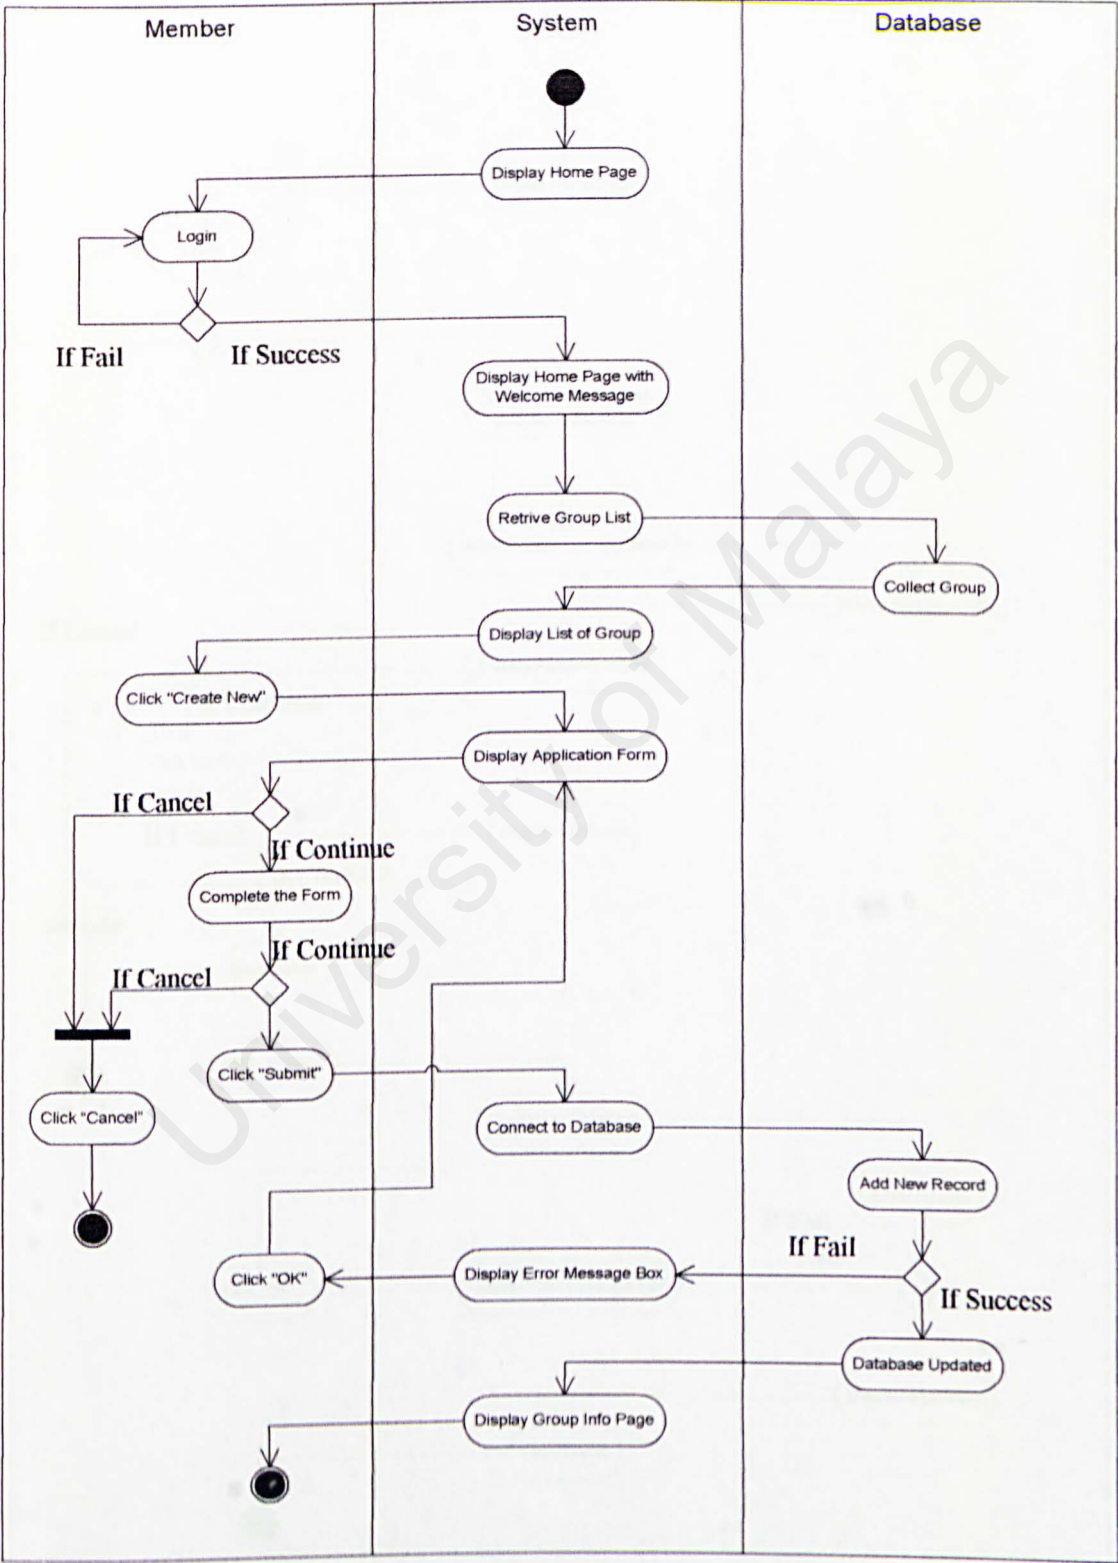 Member
System
Database
Display Home Page
Login
If Fail
If Success
Display Home Page with
Welcome Message
Retrive Group List
Collect Group
Display List of Group
Click "Create New"
Display Application Form
If Cancel
If Continue
Complete the Form
If Continue
If Cancel
Click "Submit"
Click "Cancel"
Connect to Database
Add New Record
If Fail
Click "OK"
Display Error Message Box
If Success
Database Updated
Display Group Info Page
University of Malaya